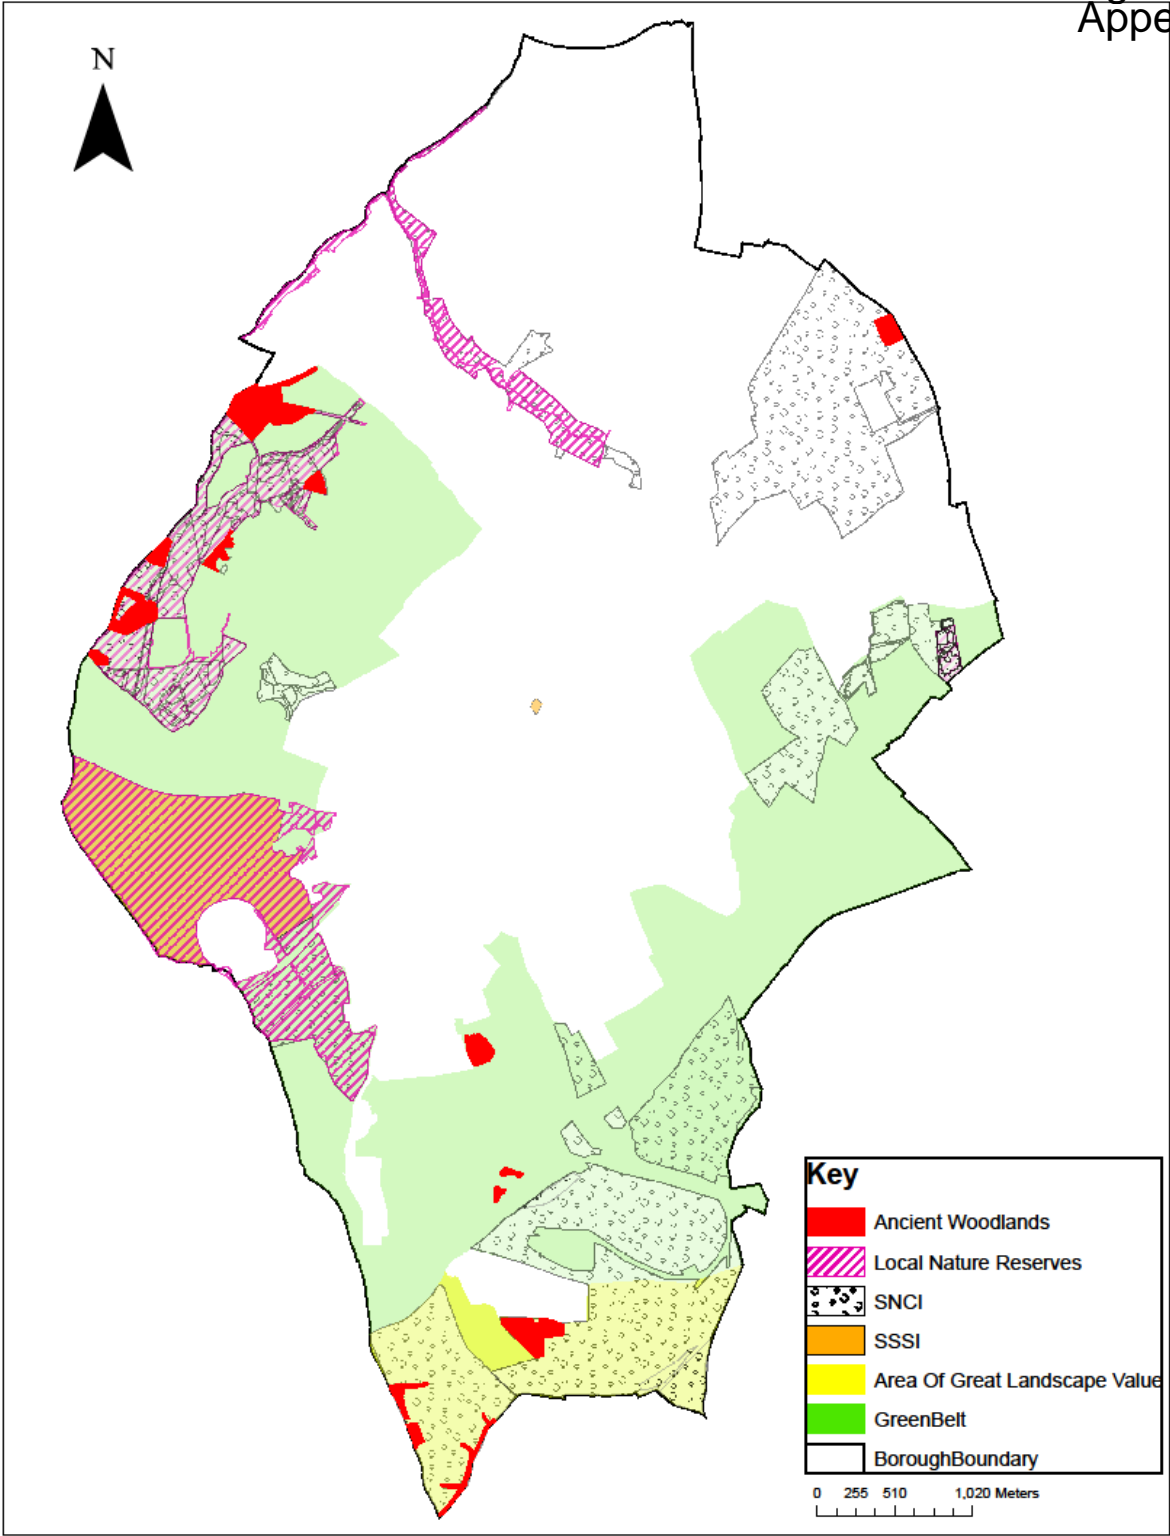 Appe
N
Key
Ancient Woodlands
Local Nature Reserves
SNCI
SSSI
Area Of Great Landscape Value
GreenBelt
BoroughBoundary
0 255 510 1,020 Meters